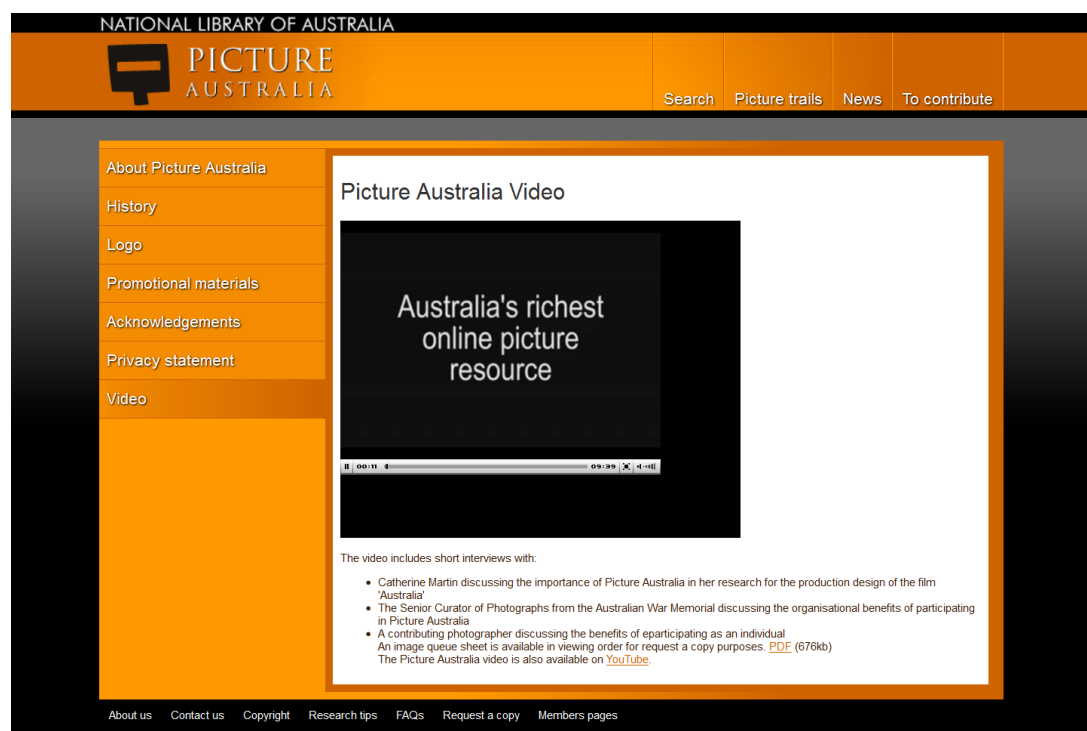 NATIONAL LIBRARY OF AUSTRALIA
PICTURE
AUSTRALIA
Search Picture trails News To contribute
About Picture Australia
History
Logo
Promotional materials
Acknowledgements
Privacy statement
Video
Picture Australia Video
Australia's richest
online picture
resource
00:11 09:39
The video includes short interviews with:
Catherine Martin discussing the importance of Picture Australia in her research for the production design of the film
'Australia'
The Senior Curator of Photographs from the Australian War Memorial discussing the organisational benefits of participating
in Picture Australia
A contributing photographer discussing the benefits of eparticipating as an individual
An image queue sheet is available in viewing order for request a copy purposes. PDF (676kb)
The Picture Australia video is also available on YouTube.
About us Contact us Copyright Research tips FAQs Request a copy Members pages